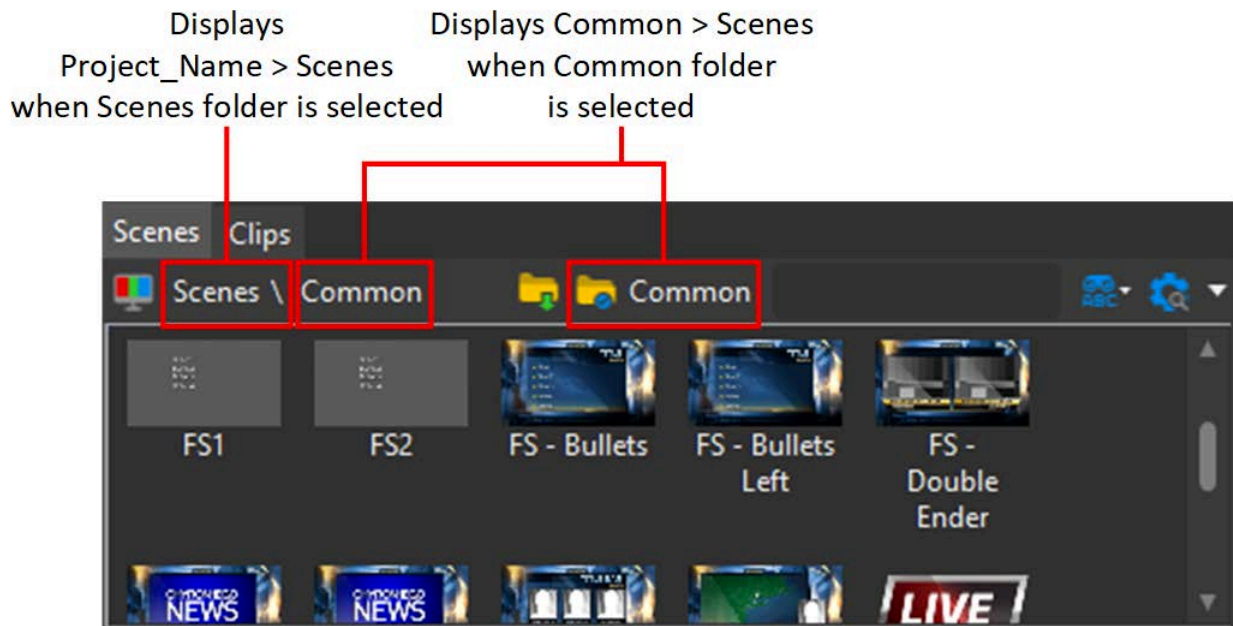 Displays
Project_Name > Scenes
when Scenes folder is selected
Displays Common > Scenes
when Common folder
is selected
Scenes Clips
Scenes \ Common Common ABC
FS1
FS2
FS - Bullets
FS - Bullets
Left
FS -
Double
Ender
NEWS
NEWS
LIVE